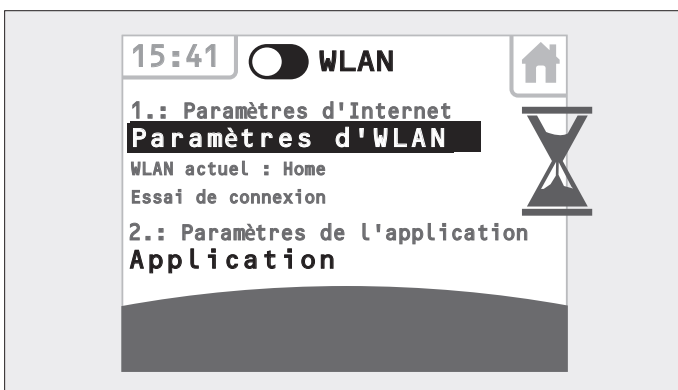 15:41 WLAN
1.: Paramètres d'Internet
Paramètres d'WLAN
WLAN actuel : Home
Essai de connexion
2.: Paramètres de l'application
Application